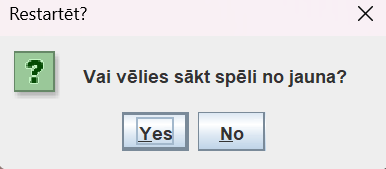 Restartēt?
Vai vēlies sākt spēli no jauna?
Yes No